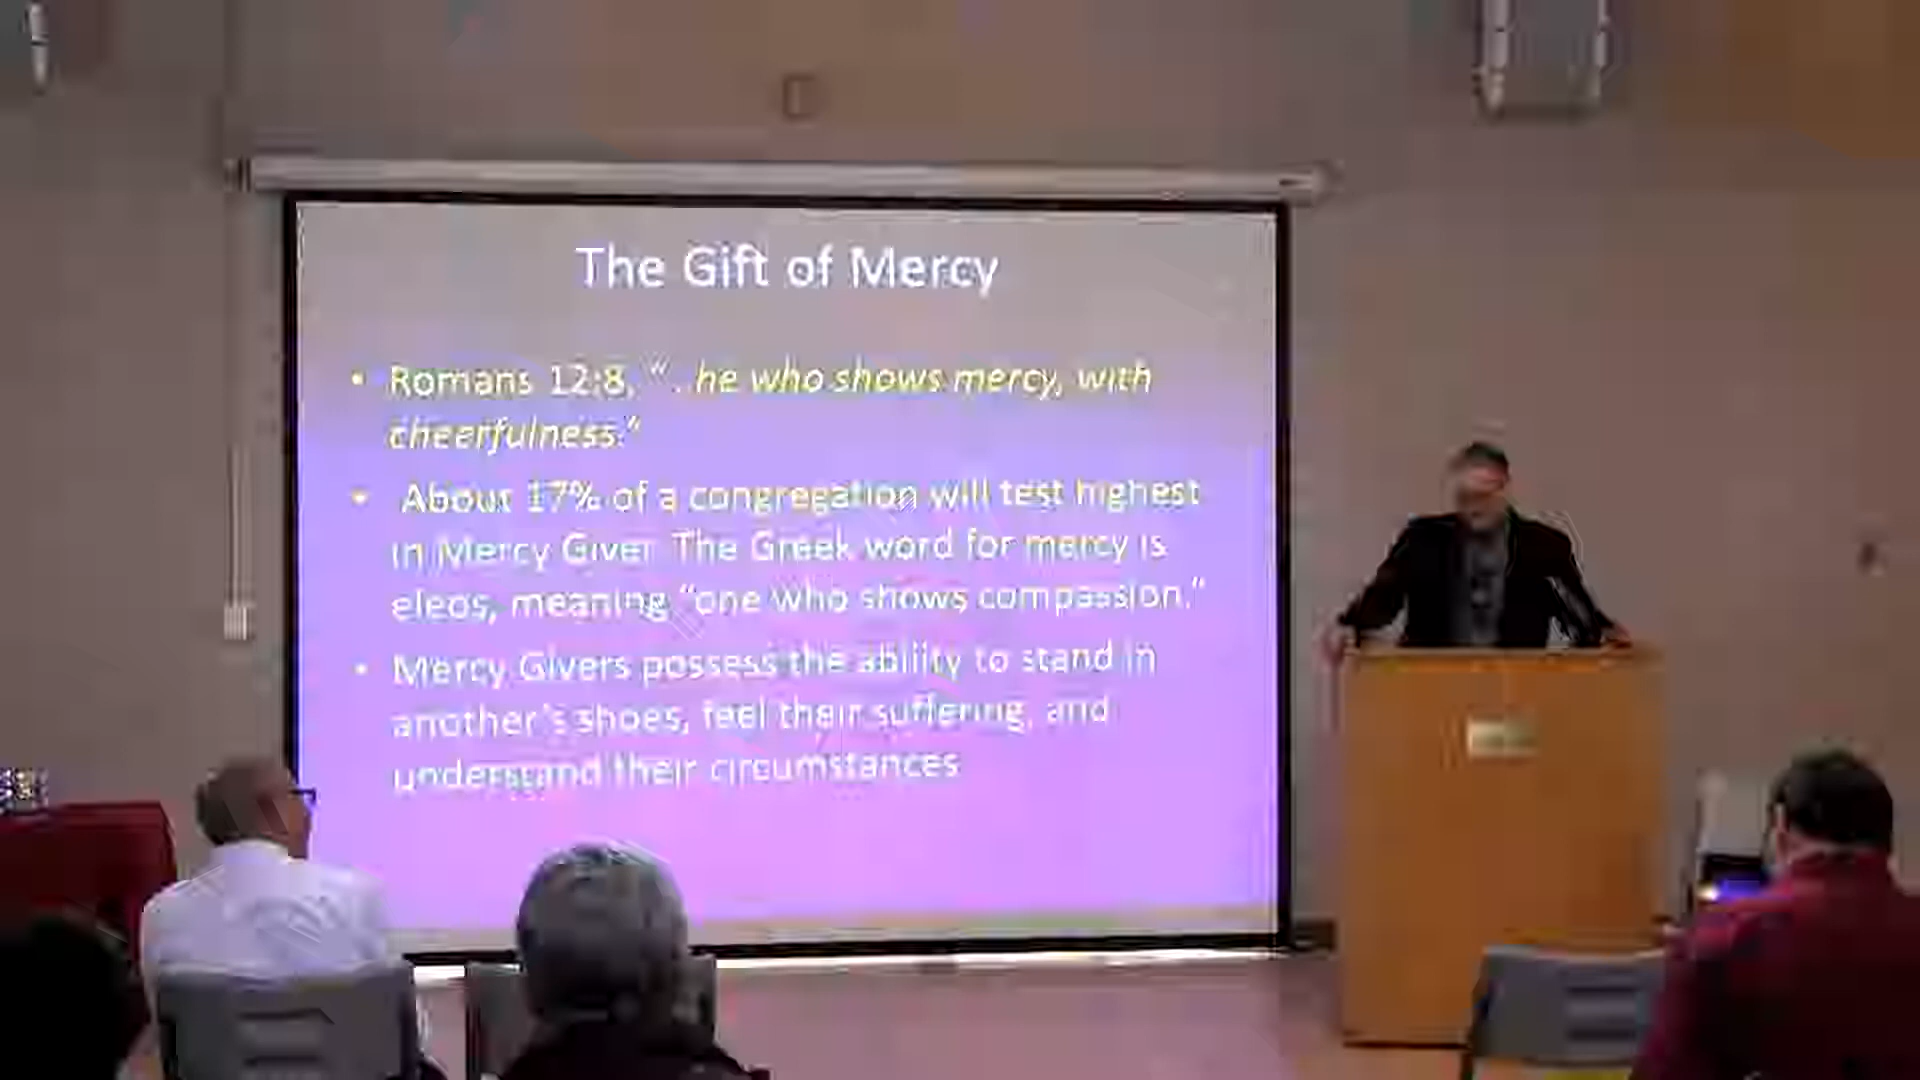 The Gift of Mercy
• Romans 12:8, “. .he who shows mercy, with
cheerfulness.”
• About 17% of a congregation will test highest
in Mercy Giver. The Greek word for mercy is
eleos, meaning “one who shows compassion.”
• Mercy Givers possess the ability to stand in
another's shoes, feel their suffering, and
understand their circumstances